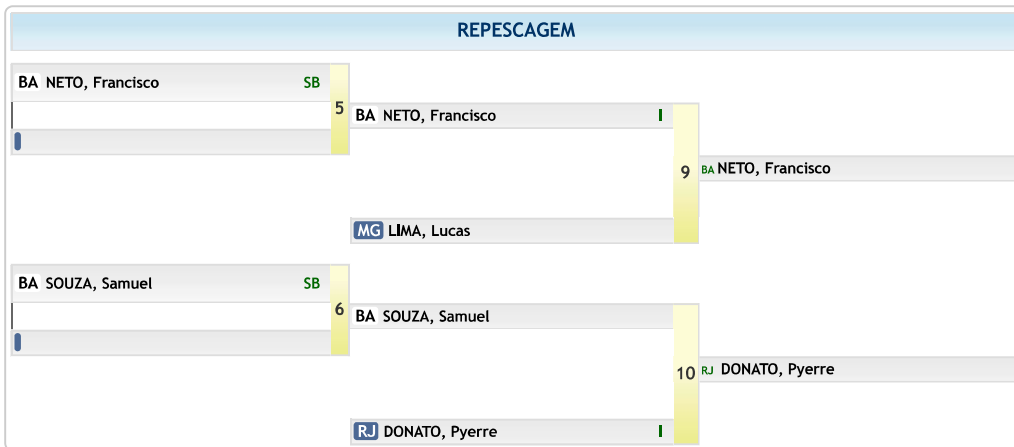 REPESCAGEM
BA NETO, Francisco SB
5
BA NETO, Francisco I
9
BA NETO, Francisco
MG LIMA, Lucas
BA SOUZA, Samuel SB
6
BA SOUZA, Samuel
10
RJ DONATO, Pyerre
RJ DONATO, Pyerre I